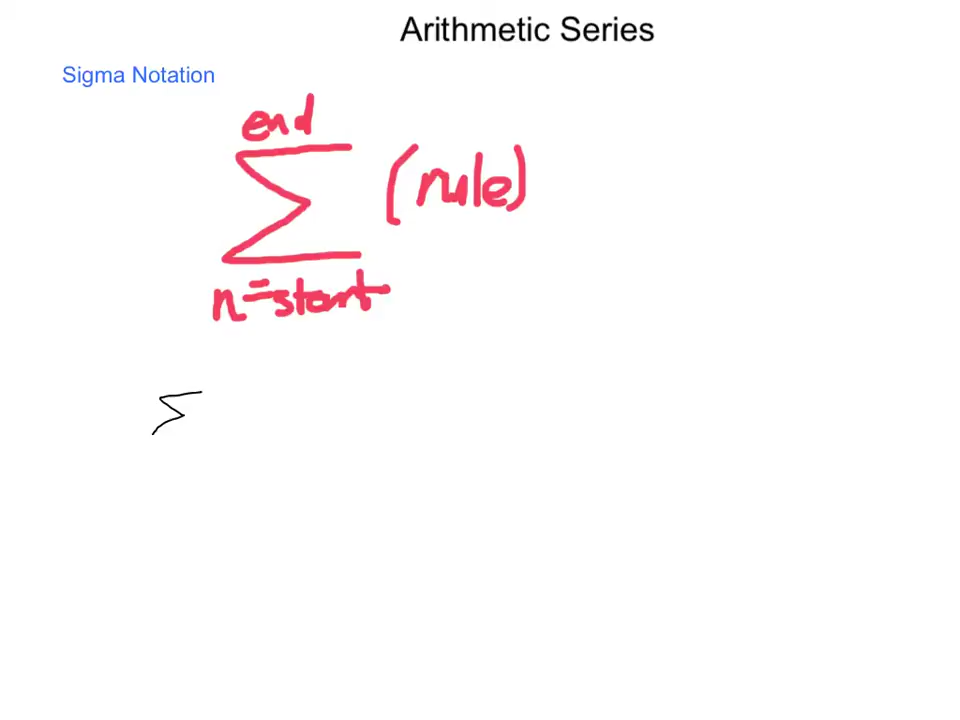 Arithmetic Series
Sigma Notation
end
Σ (rule)
n=start
Σ